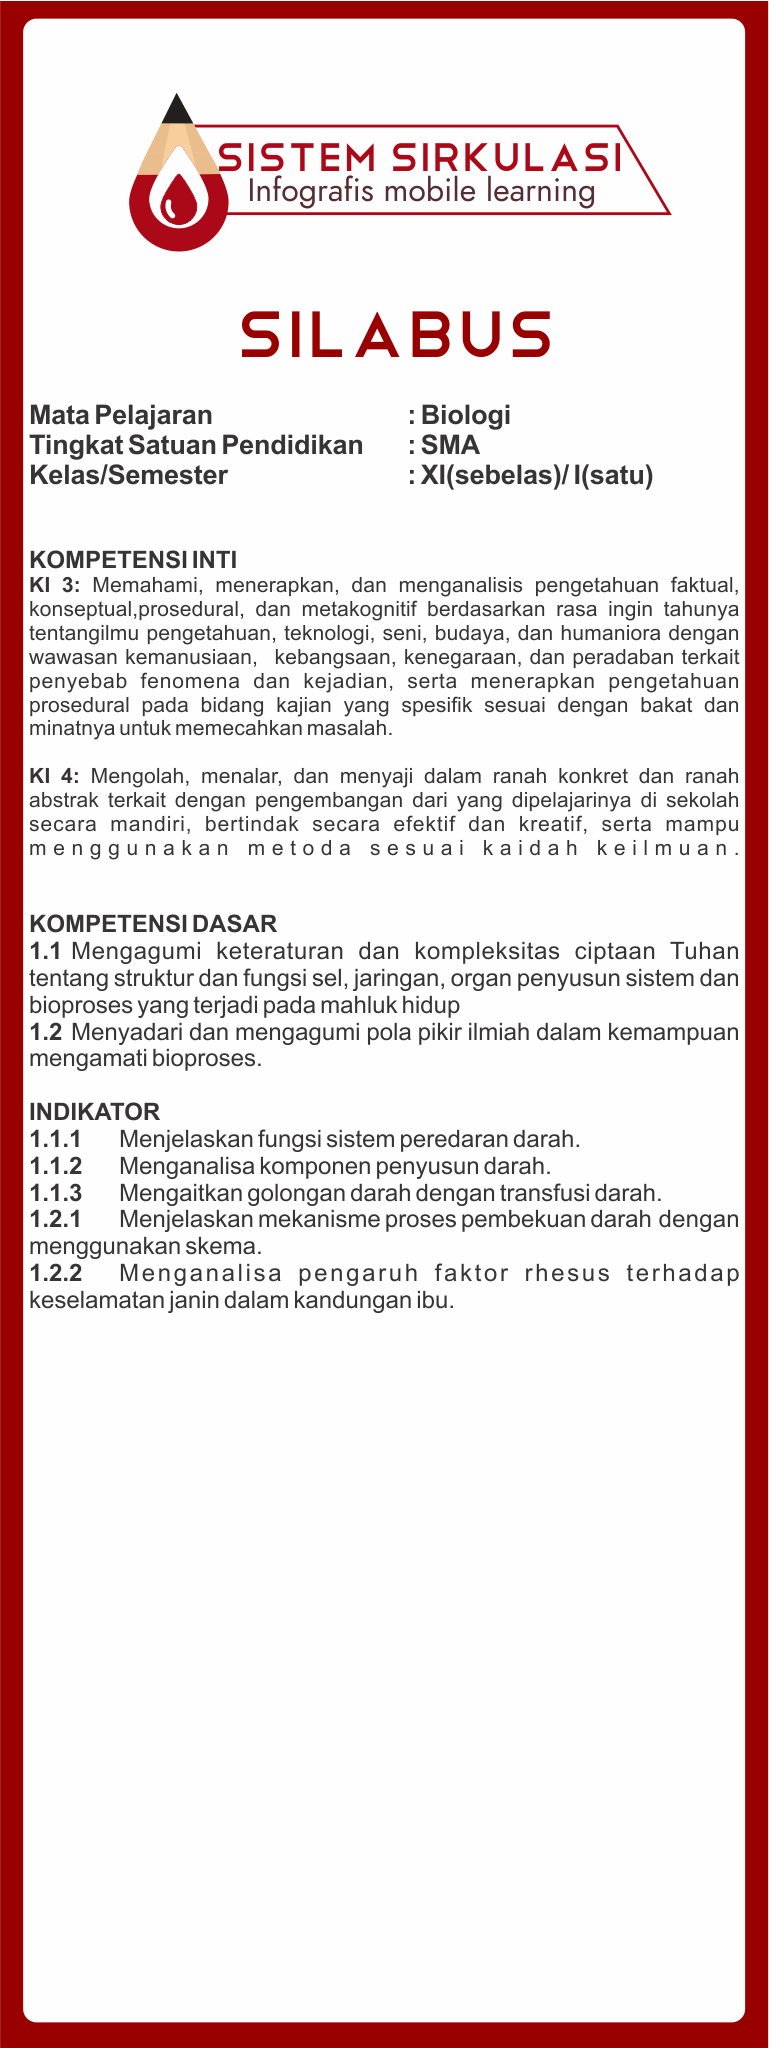 SISTEM SIRKULASI
Infografis mobile learning
SILABUS
Mata Pelajaran : Biologi
Tingkat Satuan Pendidikan : SMA
Kelas/Semester : XI(sebelas)/ I(satu)
KOMPETENSI INTI
KI 3: Memahami, menerapkan, dan menganalisis pengetahuan faktual,
konseptual,prosedural, dan metakognitif berdasarkan rasa ingin tahunya
tentangilmu pengetahuan, teknologi, seni, budaya, dan humaniora dengan
wawasan kemanusiaan, kebangsaan, kenegaraan, dan peradaban terkait
penyebab fenomena dan kejadian, serta menerapkan pengetahuan
prosedural pada bidang kajian yang spesifik sesuai dengan bakat dan
minatnya untuk memecahkan masalah.
KI 4: Mengolah, menalar, dan menyaji dalam ranah konkret dan ranah
abstrak terkait dengan pengembangan dari yang dipelajarinya di sekolah
secara mandiri, bertindak secara efektif dan kreatif, serta mampu
menggunakan metoda sesuai kaidah keilmuan.
KOMPETENSI DASAR
1.1 Mengagumi keteraturan dan kompleksitas ciptaan Tuhan
tentang struktur dan fungsi sel, jaringan, organ penyusun sistem dan
bioproses yang terjadi pada mahluk hidup
1.2 Menyadari dan mengagumi pola pikir ilmiah dalam kemampuan
mengamati bioproses.
INDIKATOR
1.1.1 Menjelaskan fungsi sistem peredaran darah.
1.1.2 Menganalisa komponen penyusun darah.
1.1.3 Mengaitkan golongan darah dengan transfusi darah.
1.2.1 Menjelaskan mekanisme proses pembekuan darah dengan
menggunakan skema.
1.2.2 Menganalisa pengaruh faktor rhesus terhadap
keselamatan janin dalam kandungan ibu.